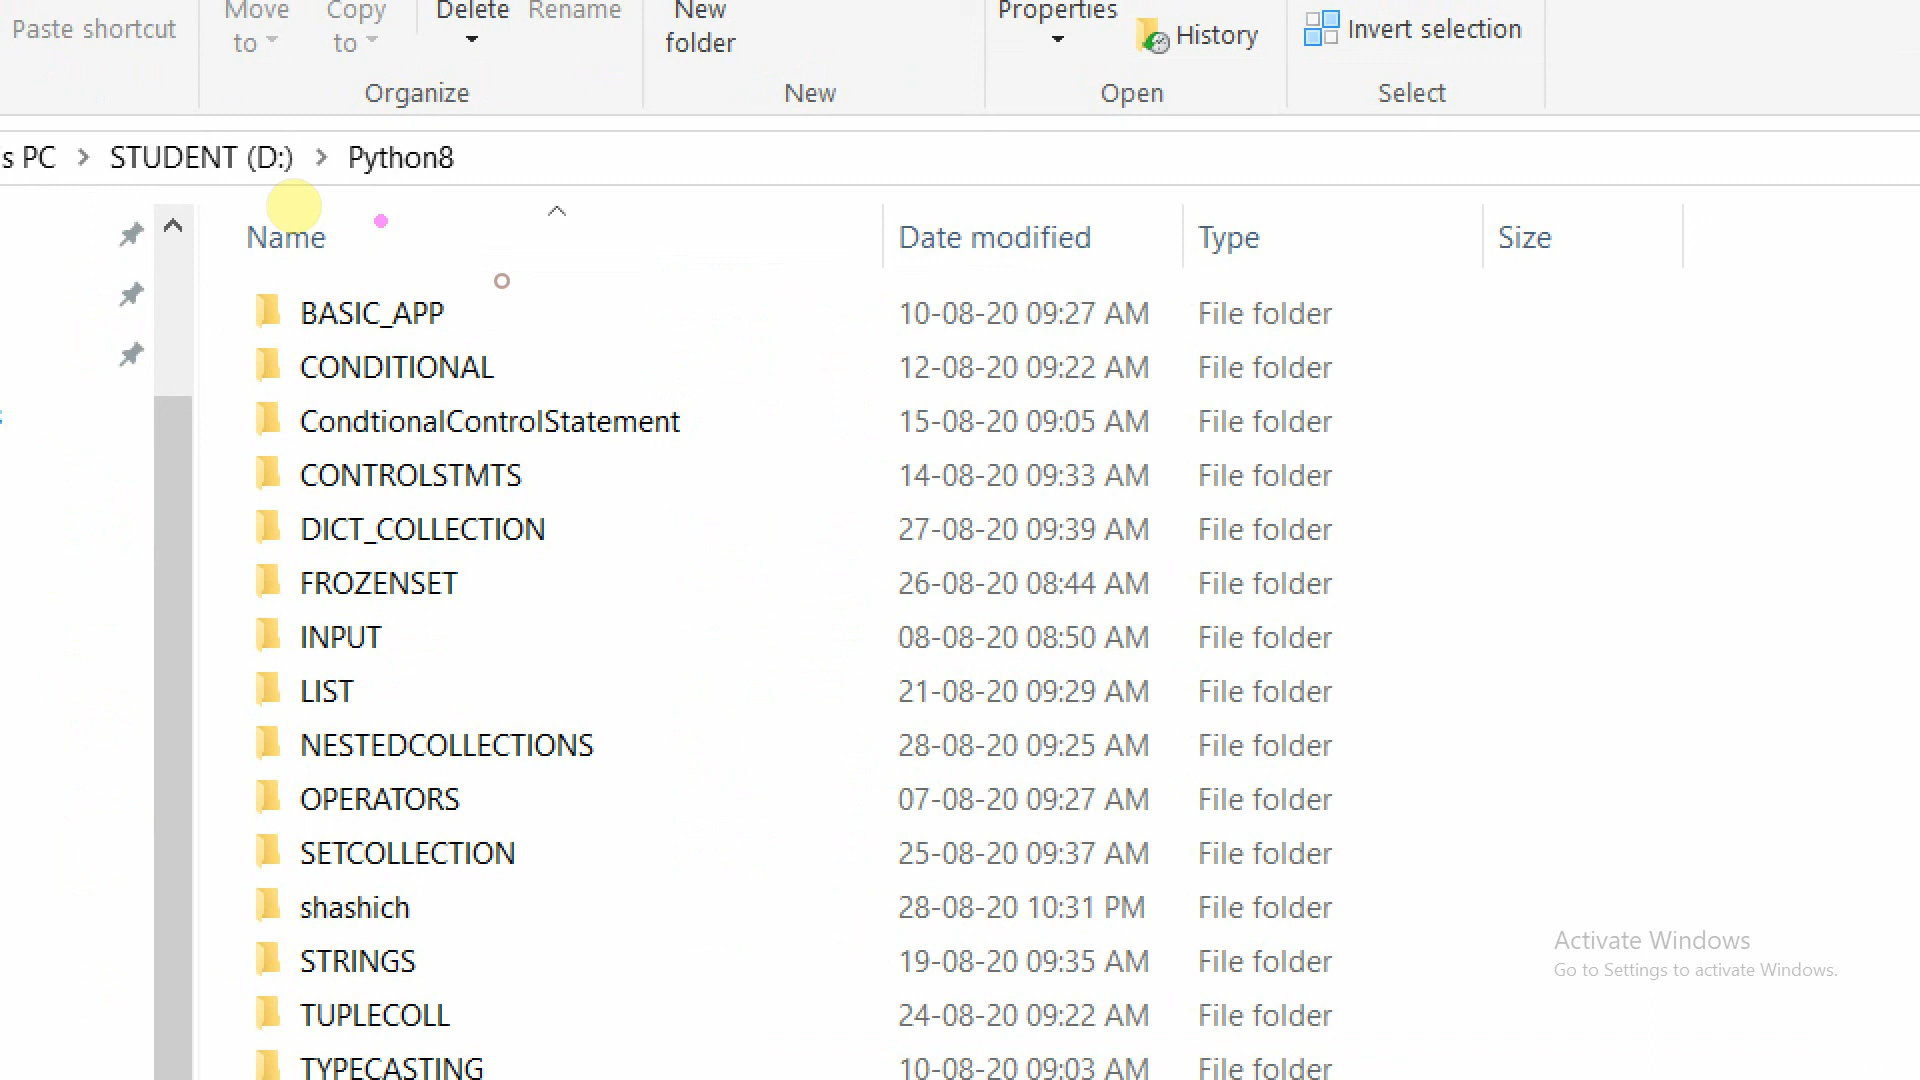 Paste shortcut
Move to
Copy to
Delete
Rename
New folder
Properties
History
Invert selection
Organize
New
Open
Select
s PC > STUDENT (D:) > Python8
Name Date modified Type Size
BASIC_APP 10-08-20 09:27 AM File folder
CONDITIONAL 12-08-20 09:22 AM File folder
CondtionalControlStatement 15-08-20 09:05 AM File folder
CONTROLSTMTS 14-08-20 09:33 AM File folder
DICT_COLLECTION 27-08-20 09:39 AM File folder
FROZENSET 26-08-20 08:44 AM File folder
INPUT 08-08-20 08:50 AM File folder
LIST 21-08-20 09:29 AM File folder
NESTEDCOLLECTIONS 28-08-20 09:25 AM File folder
OPERATORS 07-08-20 09:27 AM File folder
SETCOLLECTION 25-08-20 09:37 AM File folder
shashich 28-08-20 10:31 PM File folder
STRINGS 19-08-20 09:35 AM File folder
TUPLECOLL 24-08-20 09:22 AM File folder
TYPECASTING 10-08-20 09:03 AM File folder
Activate Windows
Go to Settings to activate Windows.